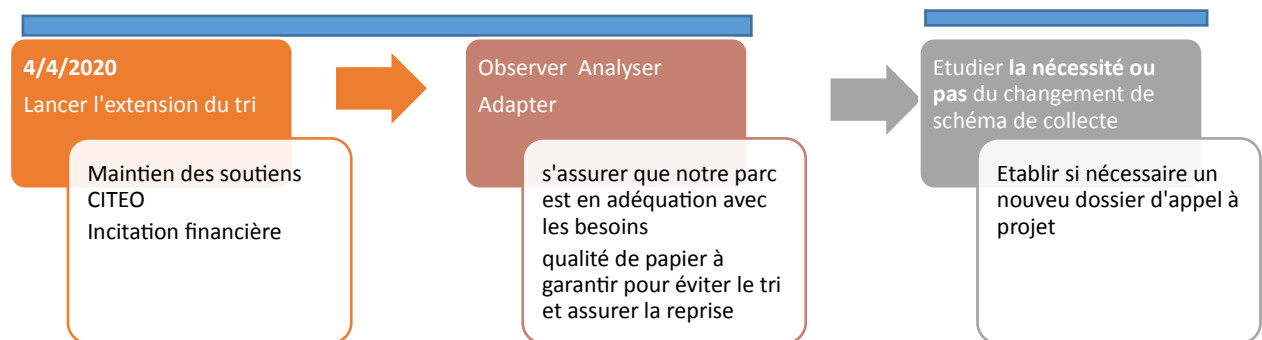 4/4/2020
Lancer l'extension du tri
Maintien des soutiens
CITEO
Incitation financière
Observer  Analyser
Adapter
s'assurer que notre parc
est en adéquation avec
les besoins
qualité de papier à
garantir pour éviter le tri
et assurer la reprise
Etudier la nécessité ou
pas du changement de
schéma de collecte
Etablir si nécessaire un
nouveu dossier d'appel à
projet